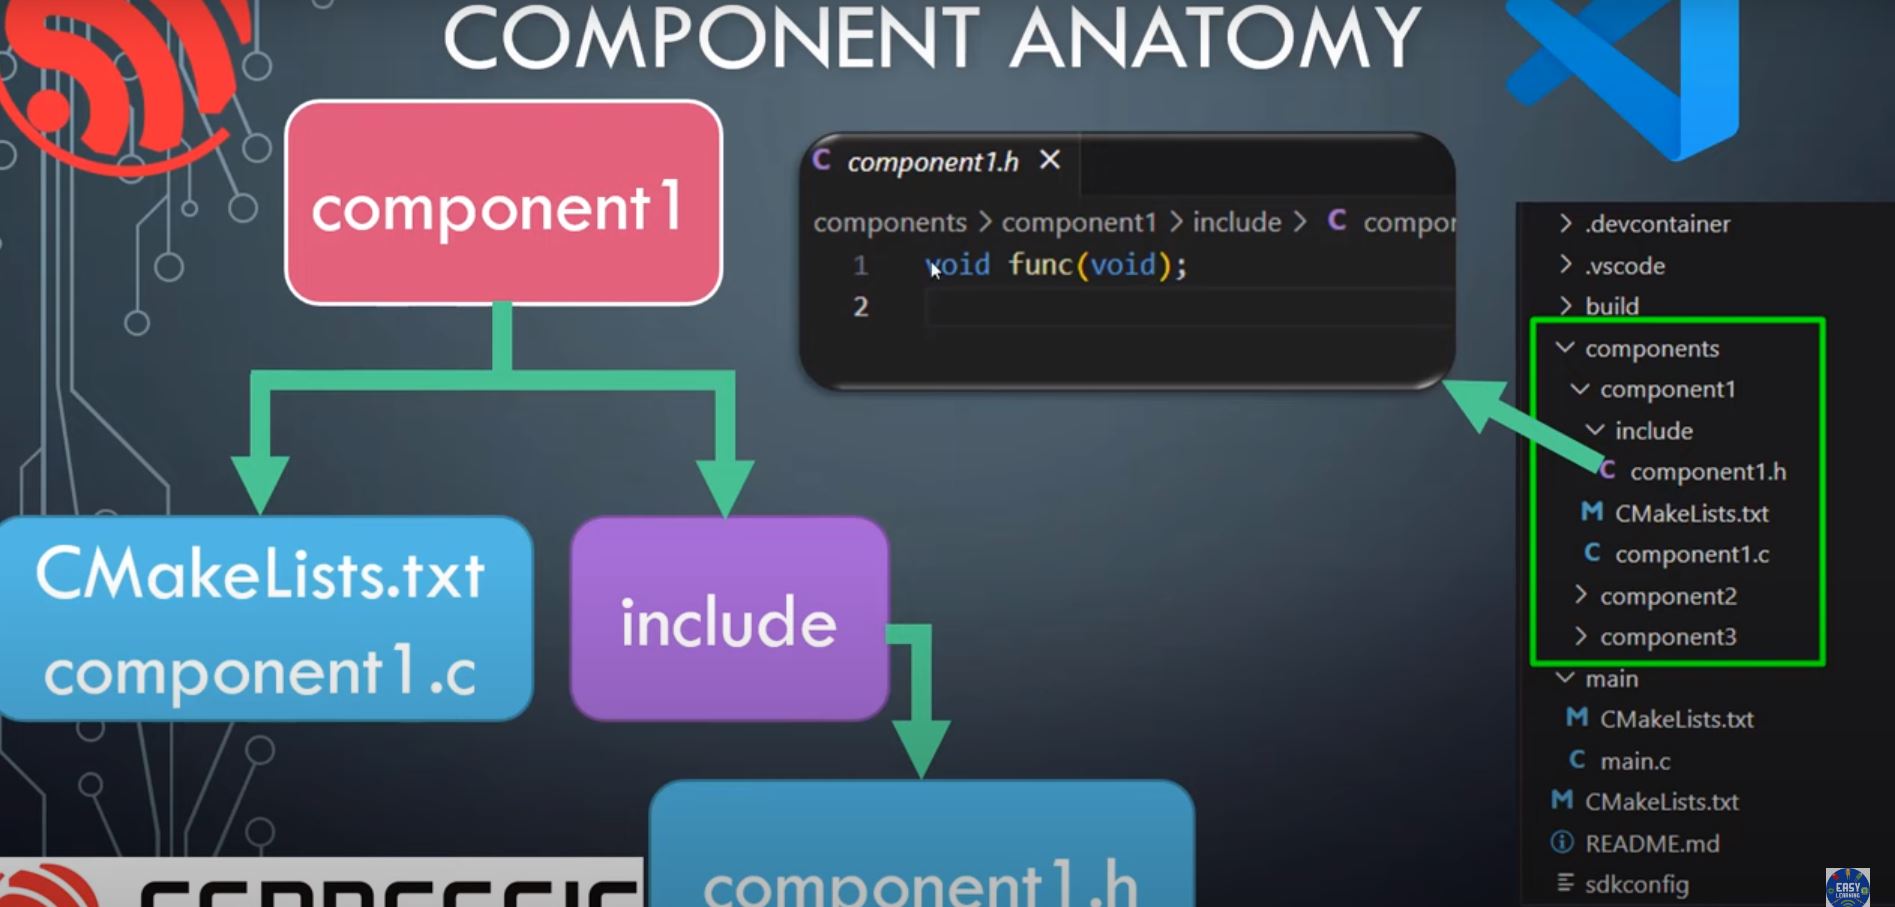 COMPONENT ANATOMY
component1
CMakeLists.txt
component1.c
include
component1.h
component1.h
components > component1 > include > C compor
1 void func(void);
2
.devcontainer
.vscode
build
components
component1
include
component1.h
CMakeLists.txt
component1.c
component2
component3
main
CMakeLists.txt
main.c
CMakeLists.txt
README.md
sdkconfig
EASY
LEARNING